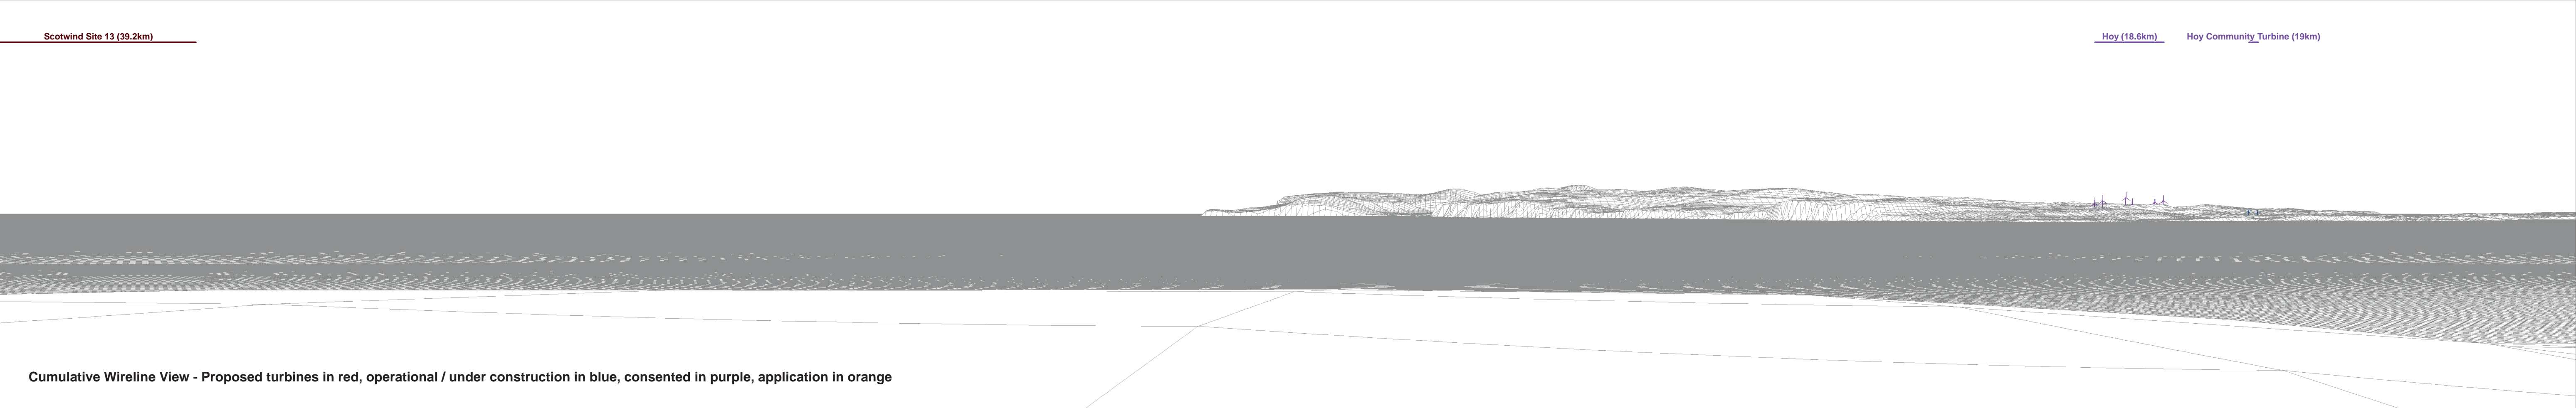 Scotwind Site 13 (39.2km)
Hoy (18.6km)
Hoy Community Turbine (19km)
Cumulative Wireline View - Proposed turbines in red, operational / under construction in blue, consented in purple, application in orange